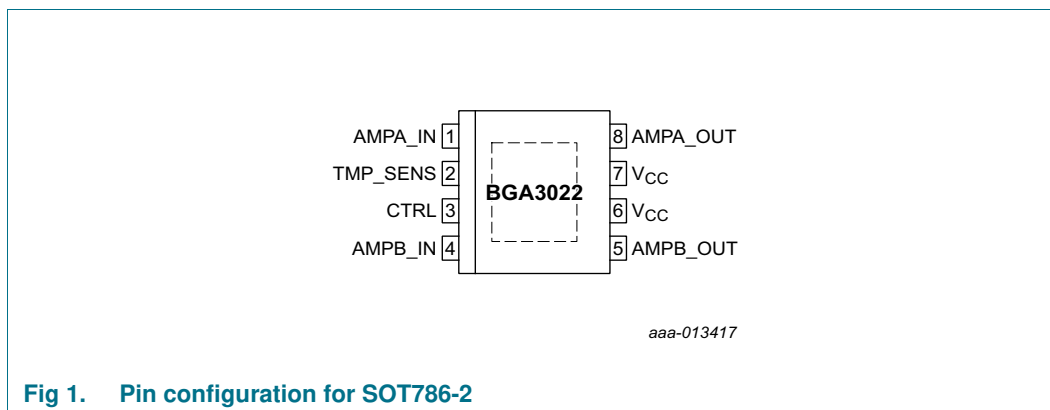 AMPA_IN 1 8 AMPA_OUT
TMP_SENS 2 7 VCC
BGA3022
CTRL 3 6 VCC
AMPB_IN 4 5 AMPB_OUT
aaa-013417
Fig 1. Pin configuration for SOT786-2